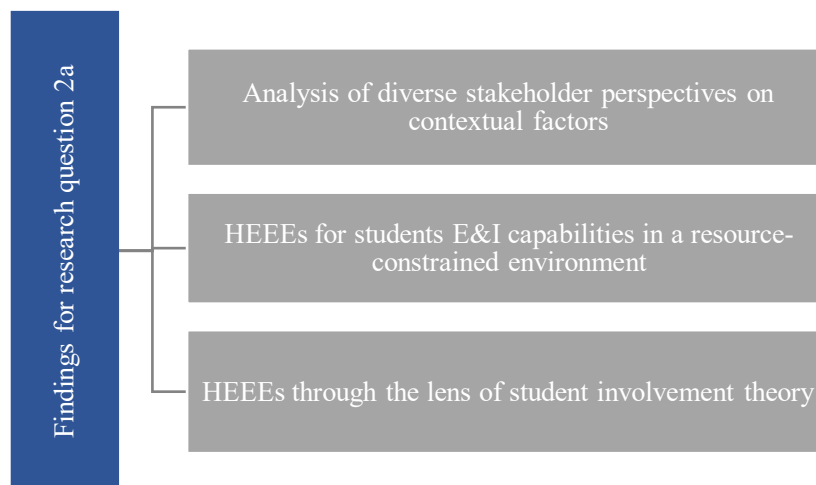 Findings for research question 2a
Analysis of diverse stakeholder perspectives on
contextual factors
HEEEs for students E&I capabilities in a resource-
constrained environment
HEEEs through the lens of student involvement theory